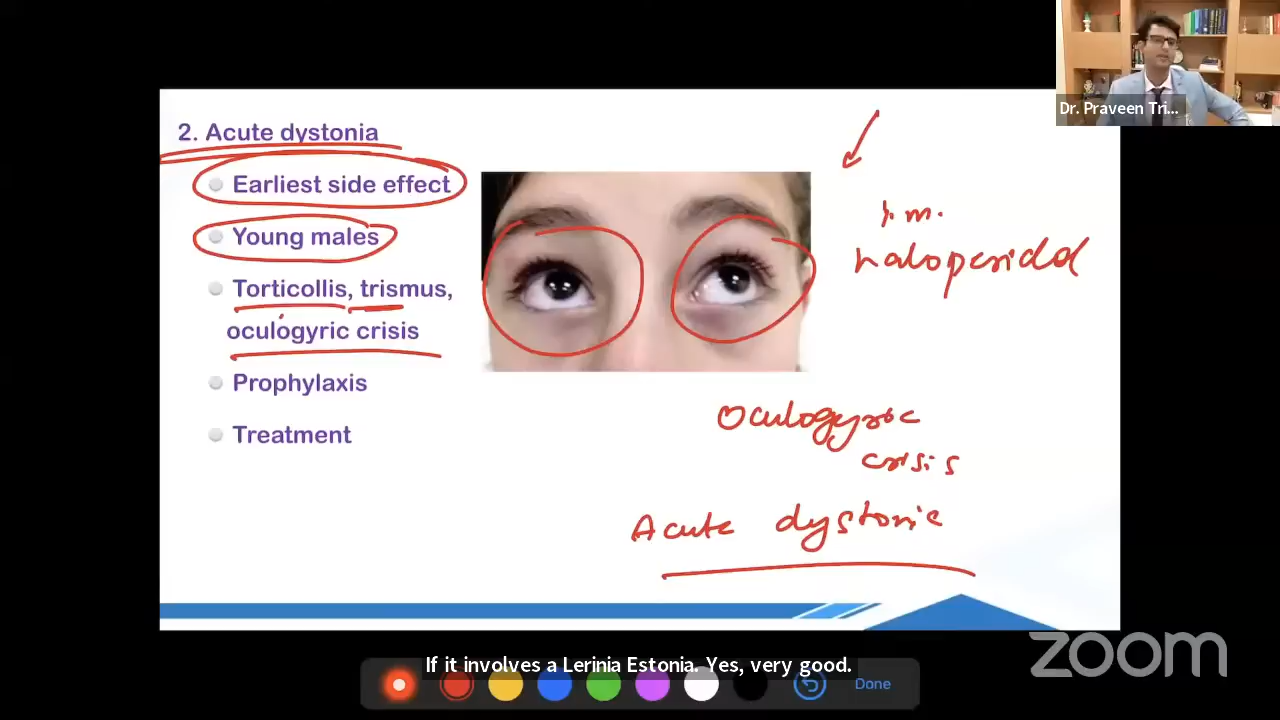 Dr. Praveen Tri...
2. Acute dystonia
Earliest side effect
Young males
Torticollis, trismus,
oculogyric crisis
Prophylaxis
Treatment
I.m.
haloperidol
Oculogyric
crisis
Acute dystonia
zoom
If it involves a Lerinia Estonia. Yes, very good.
Done